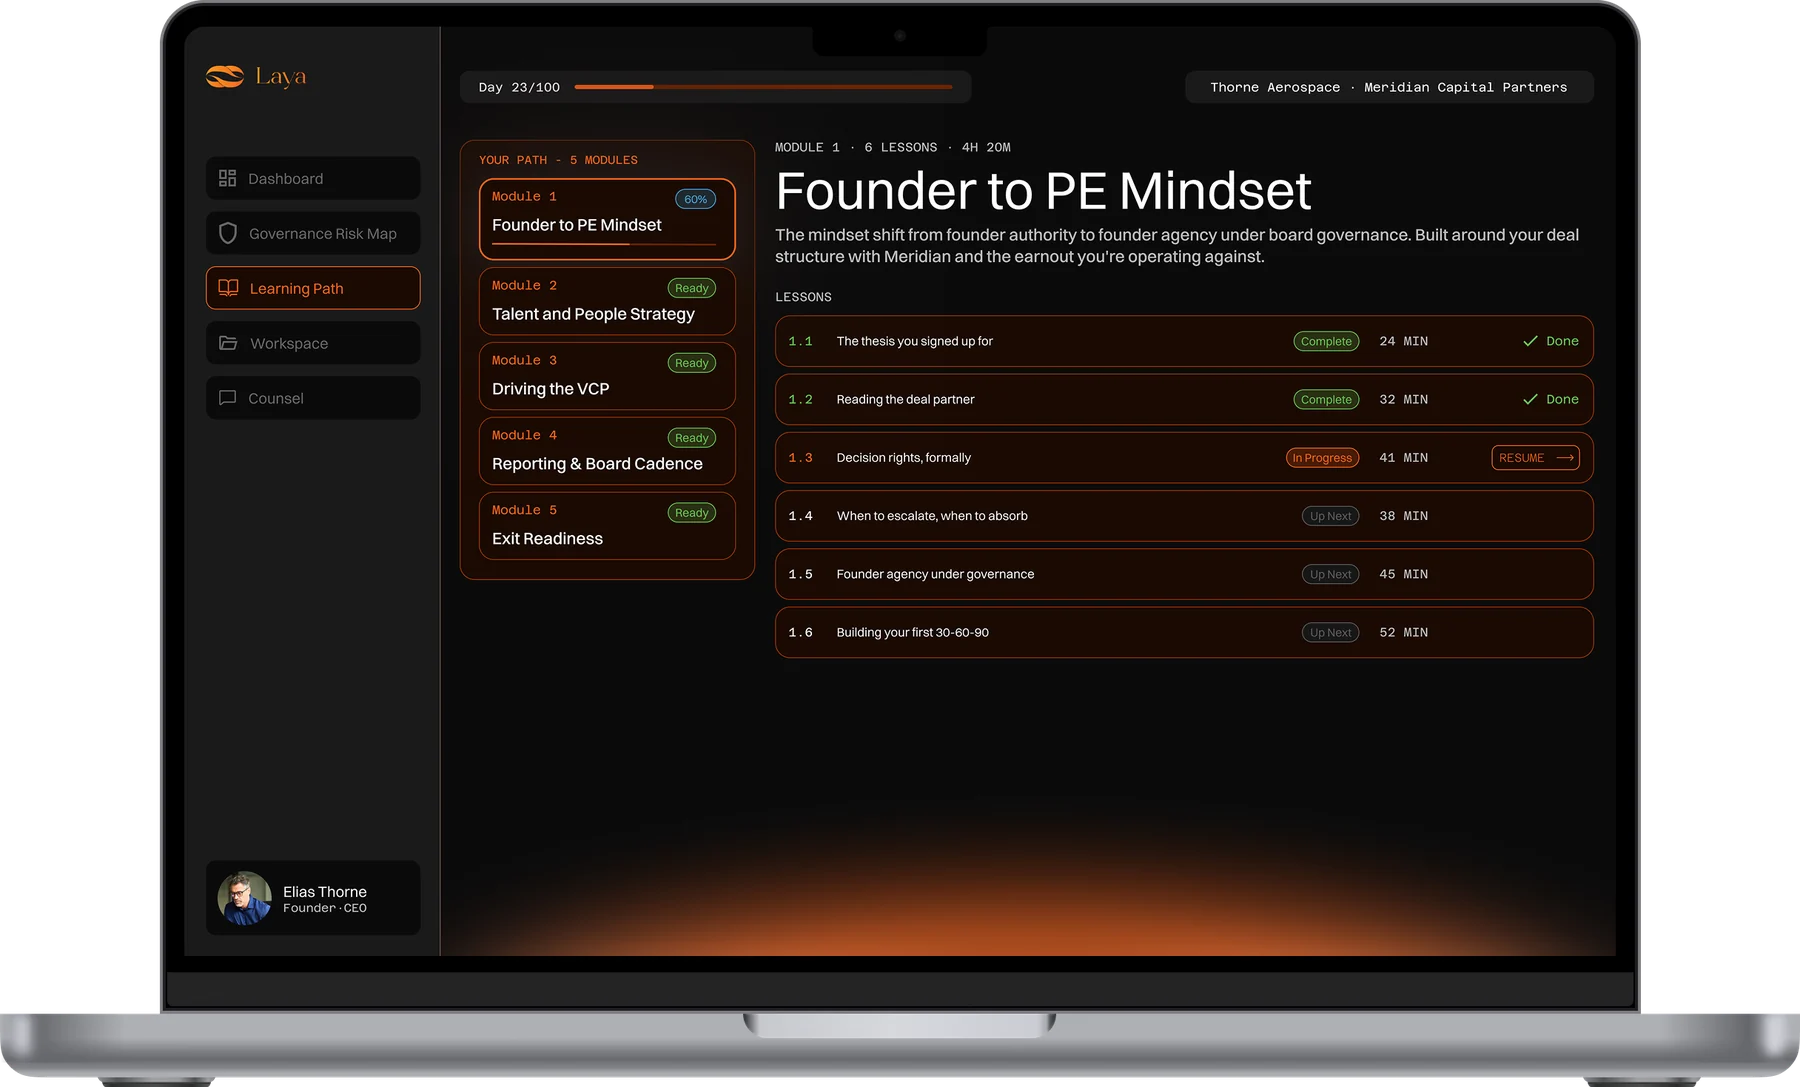 Laya
Dashboard
Governance Risk Map
Learning Path
Workspace
Counsel
Elias Thorne
Founder · CEO
Day 23/100
Thorne Aerospace · Meridian Capital Partners
YOUR PATH - 5 MODULES
Module 1
60%
Founder to PE Mindset
Module 2
Ready
Talent and People Strategy
Module 3
Ready
Driving the VCP
Module 4
Ready
Reporting & Board Cadence
Module 5
Ready
Exit Readiness
MODULE 1 · 6 LESSONS · 4H 20M
Founder to PE Mindset
The mindset shift from founder authority to founder agency under board governance. Built around your deal
structure with Meridian and the earnout you're operating against.
LESSONS
1.1 The thesis you signed up for Complete 24 MIN Done
1.2 Reading the deal partner Complete 32 MIN Done
1.3 Decision rights, formally In Progress 41 MIN RESUME
1.4 When to escalate, when to absorb Up Next 38 MIN
1.5 Founder agency under governance Up Next 45 MIN
1.6 Building your first 30-60-90 Up Next 52 MIN